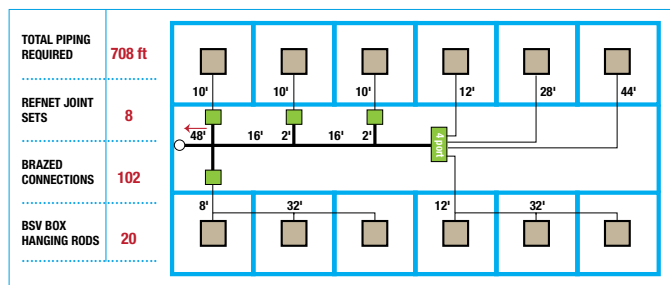 TOTAL PIPING
REQUIRED
708 ft
REFNET JOINT
SETS
8
BRAZED
CONNECTIONS
102
BSV BOX
HANGING RODS
20
10'
10'
10'
12'
28'
44'
48'
16'
2'
16'
2'
4 port
8'
32'
12'
32'